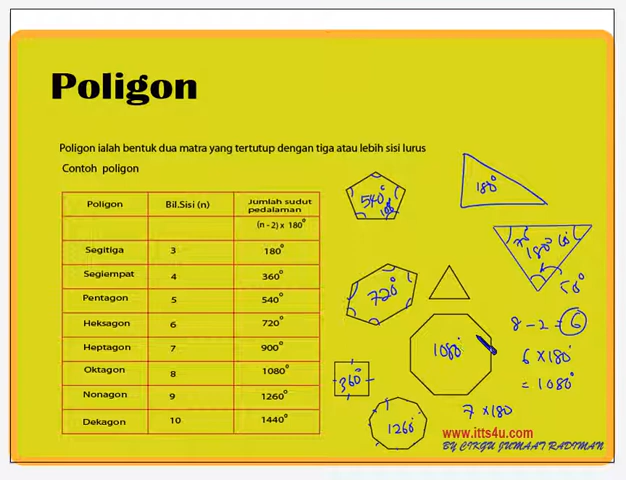 Poligon
Poligon ialah bentuk dua matra yang tertutup dengan tiga atau lebih sisi lurus
Contoh poligon
Poligon Bil.Sisi (n) Jumlah sudut pedalaman
(n - 2) x 180°
Segitiga 3 180°
Segiempat 4 360°
Pentagon 5 540°
Heksagon 6 720°
Heptagon 7 900°
Oktagon 8 1080°
Nonagon 9 1260°
Dekagon 10 1440°
540°
108°
180°
180° 60°
50°
720°
8 - 2 = 6
1080°
6 x 180°
= 1080°
360°
7 x 180
1260°
www.itts4u.com
BY CIKGU JUMAAT RADIMAN